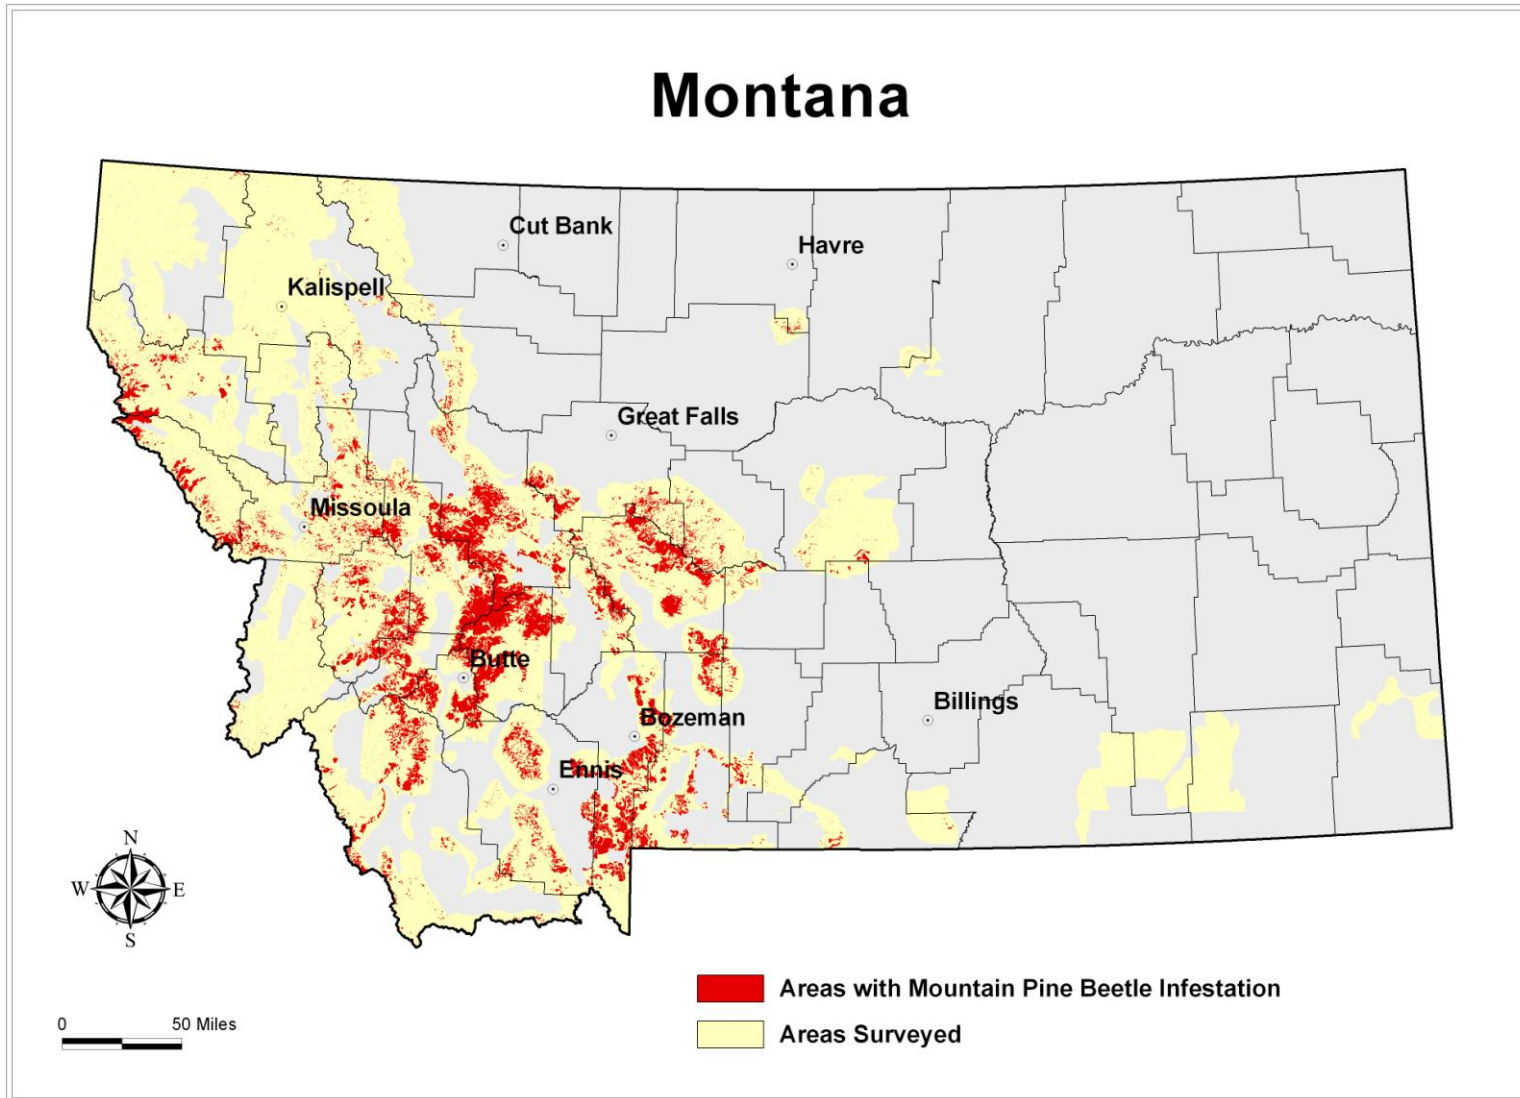 Montana
Cut Bank
Havre
Kalispell
Great Falls
Missoula
Butte
Billings
Bozeman
Ennis
N
W E
S
Areas with Mountain Pine Beetle Infestation
0 50 Miles
Areas Surveyed